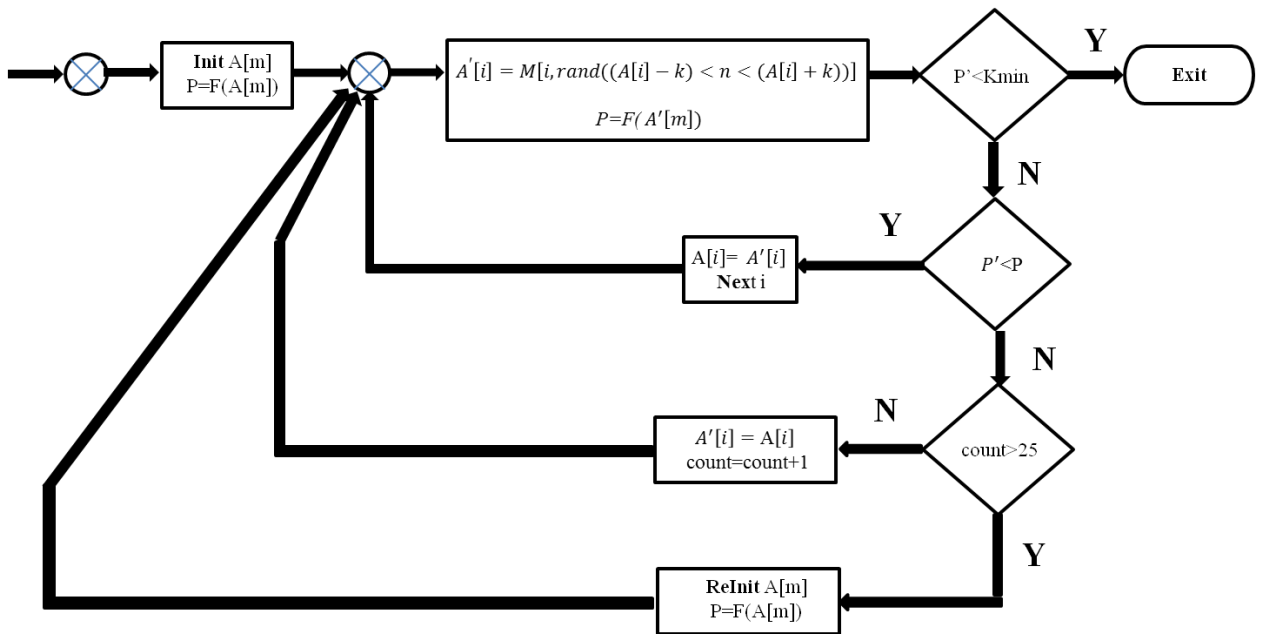 Init A[m]
P=F(A[m])
A'[i] = M[i,rand((A[i] − k) < n < (A[i] + k))]
P=F(A'[m])
P'<Kmin
Y
Exit
N
Y
A[i]= A'[i]
Next i
P'<P
N
N
A'[i] = A[i]
count=count+1
count>25
Y
ReInit A[m]
P=F(A[m])